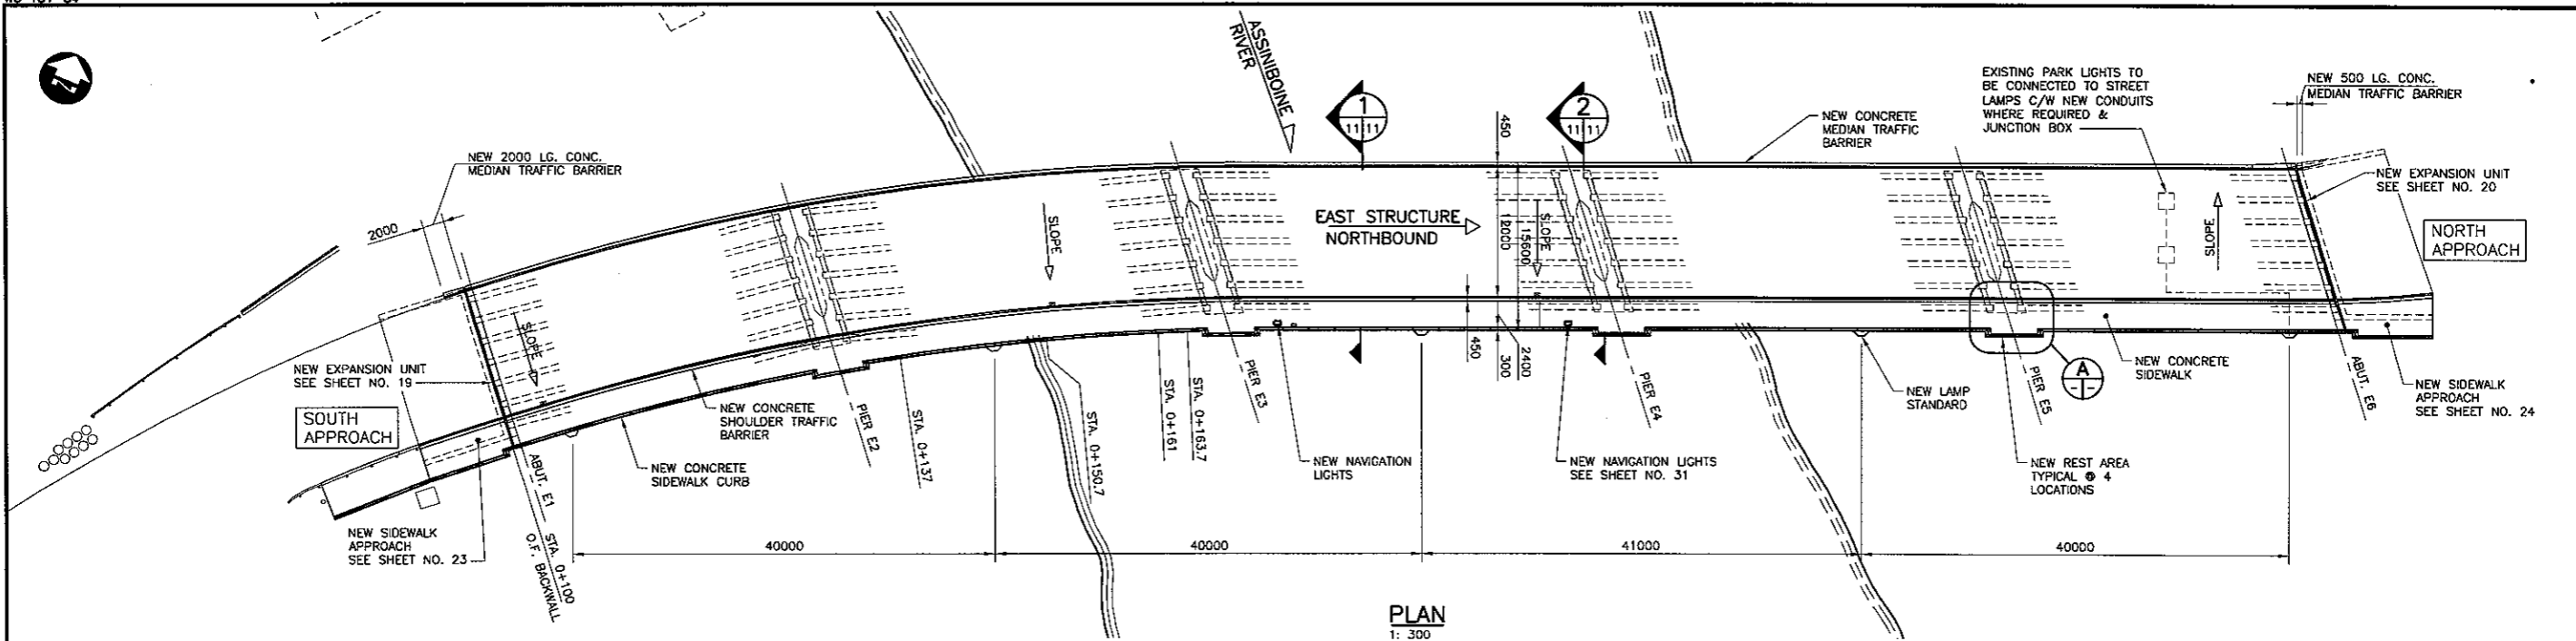 ASSINIBOINE
RIVER
1
11 11
2
11 11
450
EXISTING PARK LIGHTS TO
BE CONNECTED TO STREET
LAMPS C/W NEW CONDUITS
WHERE REQUIRED &
JUNCTION BOX
NEW 500 LG. CONC.
MEDIAN TRAFFIC BARRIER
NEW CONCRETE
MEDIAN TRAFFIC
BARRIER
NEW 2000 LG. CONC.
MEDIAN TRAFFIC BARRIER
2000
NEW EXPANSION UNIT
SEE SHEET NO. 20
NORTH
APPROACH
SLOPE
EAST STRUCTURE
NORTHBOUND
12000
15600
SLOPE
SLOPE
SLOPE
NEW EXPANSION UNIT
SEE SHEET NO. 19
SOUTH
APPROACH
NEW CONCRETE
SHOULDER TRAFFIC
BARRIER
NEW CONCRETE
SIDEWALK CURB
PIER E2
STA. 0+137
STA. 0+150.7
STA. 0+161
STA. 0+163.7
PIER E3
450
300
2400
PIER E4
NEW LAMP
STANDARD
PIER E5
A
- -
NEW CONCRETE
SIDEWALK
ABUT. E6
NEW SIDEWALK
APPROACH
SEE SHEET NO. 24
NEW NAVIGATION
LIGHTS
NEW NAVIGATION LIGHTS
SEE SHEET NO. 31
NEW REST AREA
TYPICAL @ 4
LOCATIONS
NEW SIDEWALK
APPROACH
SEE SHEET NO. 23
ABUT. E1
STA. 0+100
O.F. BACKWALL
40000
40000
41000
40000
PLAN
1: 300